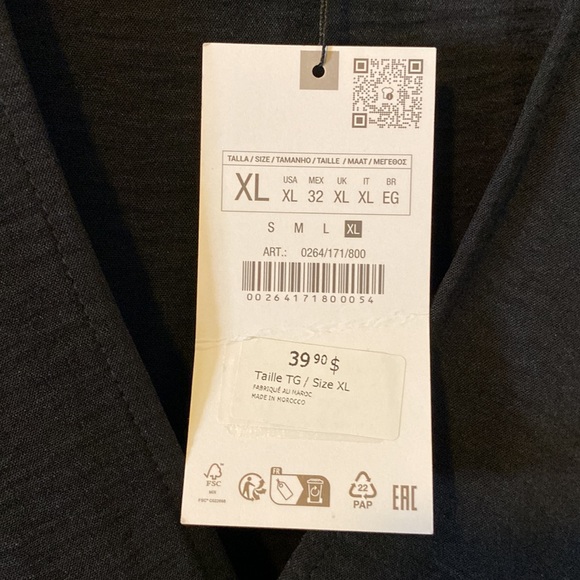 TALLA / SIZE / TAMANHO / TAILLE / MAAT / ΜΕΓΕΘΟΣ
XL
USA MEX UK IT BR
XL 32 XL XL EG
S M L XL
ART.: 0264/171/800
00264171800054
39 90 $
Taille TG / Size XL
FABRIQUÉ AU MAROC
MADE IN MOROCCO
FSC
MIX
FR
22
PAP
EAC